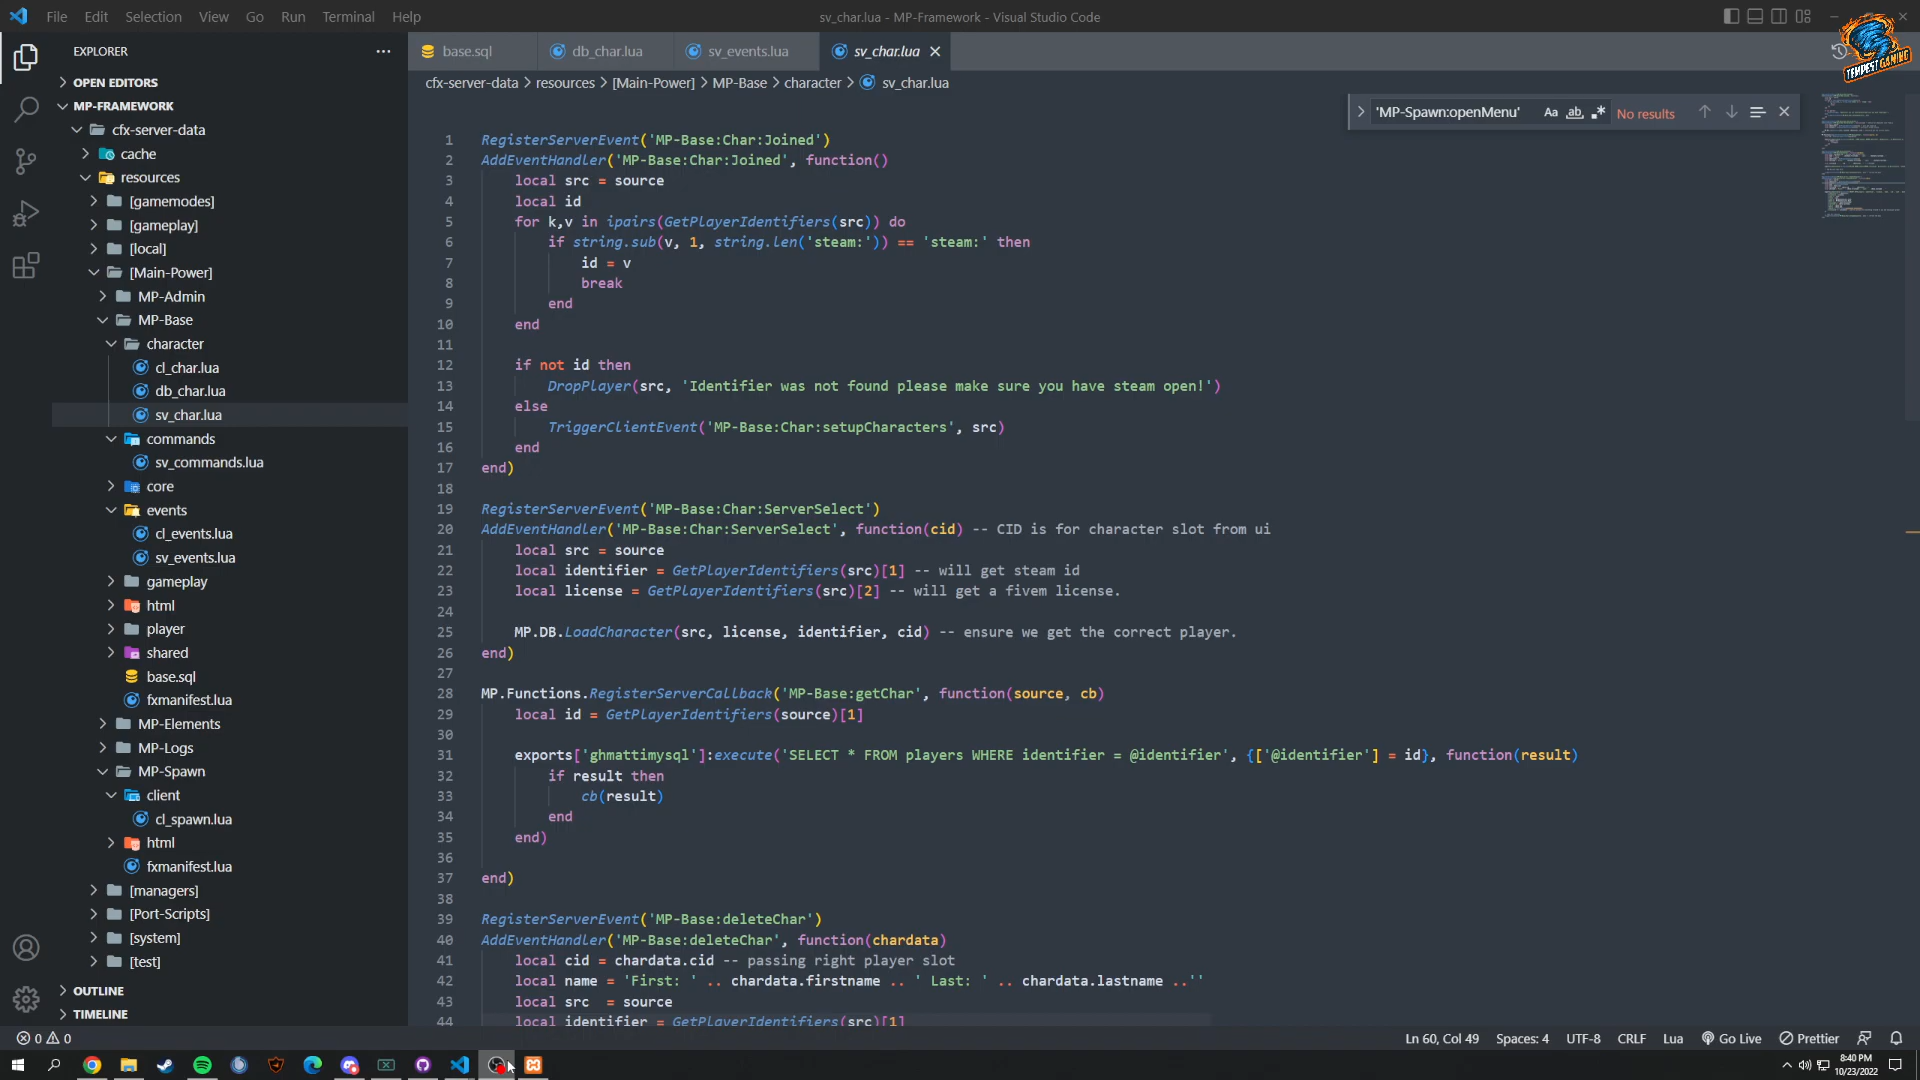 File Edit Selection View Go Run Terminal Help
sv_char.lua - MP-Framework - Visual Studio Code
TEMPEST GAMING
EXPLORER
base.sql
db_char.lua
sv_events.lua
sv_char.lua
cfx-server-data > resources > [Main-Power] > MP-Base > character > sv_char.lua
'MP-Spawn:openMenu' Aa ab No results
OPEN EDITORS
MP-FRAMEWORK
cfx-server-data
cache
resources
[gamemodes]
[gameplay]
[local]
[Main-Power]
MP-Admin
MP-Base
character
cl_char.lua
db_char.lua
sv_char.lua
commands
sv_commands.lua
core
events
cl_events.lua
sv_events.lua
gameplay
html
player
shared
base.sql
fxmanifest.lua
MP-Elements
MP-Logs
MP-Spawn
client
cl_spawn.lua
html
fxmanifest.lua
[managers]
[Port-Scripts]
[system]
[test]
OUTLINE
TIMELINE
1 RegisterServerEvent('MP-Base:Char:Joined')
2 AddEventHandler('MP-Base:Char:Joined', function()
3 local src = source
4 local id
5 for k,v in ipairs(GetPlayerIdentifiers(src)) do
6 if string.sub(v, 1, string.len('steam:')) == 'steam:' then
7 id = v
8 break
9 end
10 end
11
12 if not id then
13 DropPlayer(src, 'Identifier was not found please make sure you have steam open!')
14 else
15 TriggerClientEvent('MP-Base:Char:setupCharacters', src)
16 end
17 end)
18
19 RegisterServerEvent('MP-Base:Char:ServerSelect')
20 AddEventHandler('MP-Base:Char:ServerSelect', function(cid) -- CID is for character slot from ui
21 local src = source
22 local identifier = GetPlayerIdentifiers(src)[1] -- will get steam id
23 local license = GetPlayerIdentifiers(src)[2] -- will get a fivem license.
24
25 MP.DB.LoadCharacter(src, license, identifier, cid) -- ensure we get the correct player.
26 end)
27
28 MP.Functions.RegisterServerCallback('MP-Base:getChar', function(source, cb)
29 local id = GetPlayerIdentifiers(source)[1]
30
31 exports['ghmattimysql']:execute('SELECT * FROM players WHERE identifier = @identifier', {['@identifier'] = id}, function(result)
32 if result then
33 cb(result)
34 end
35 end)
36
37 end)
38
39 RegisterServerEvent('MP-Base:deleteChar')
40 AddEventHandler('MP-Base:deleteChar', function(chardata)
41 local cid = chardata.cid -- passing right player slot
42 local name = 'First: ' .. chardata.firstname .. ' Last: ' .. chardata.lastname ..''
43 local src = source
44 local identifier = GetPlayerIdentifiers(src)[1]
0 0 Ln 60, Col 49 Spaces: 4 UTF-8 CRLF Lua Go Live Prettier
8:40 PM
10/23/2022